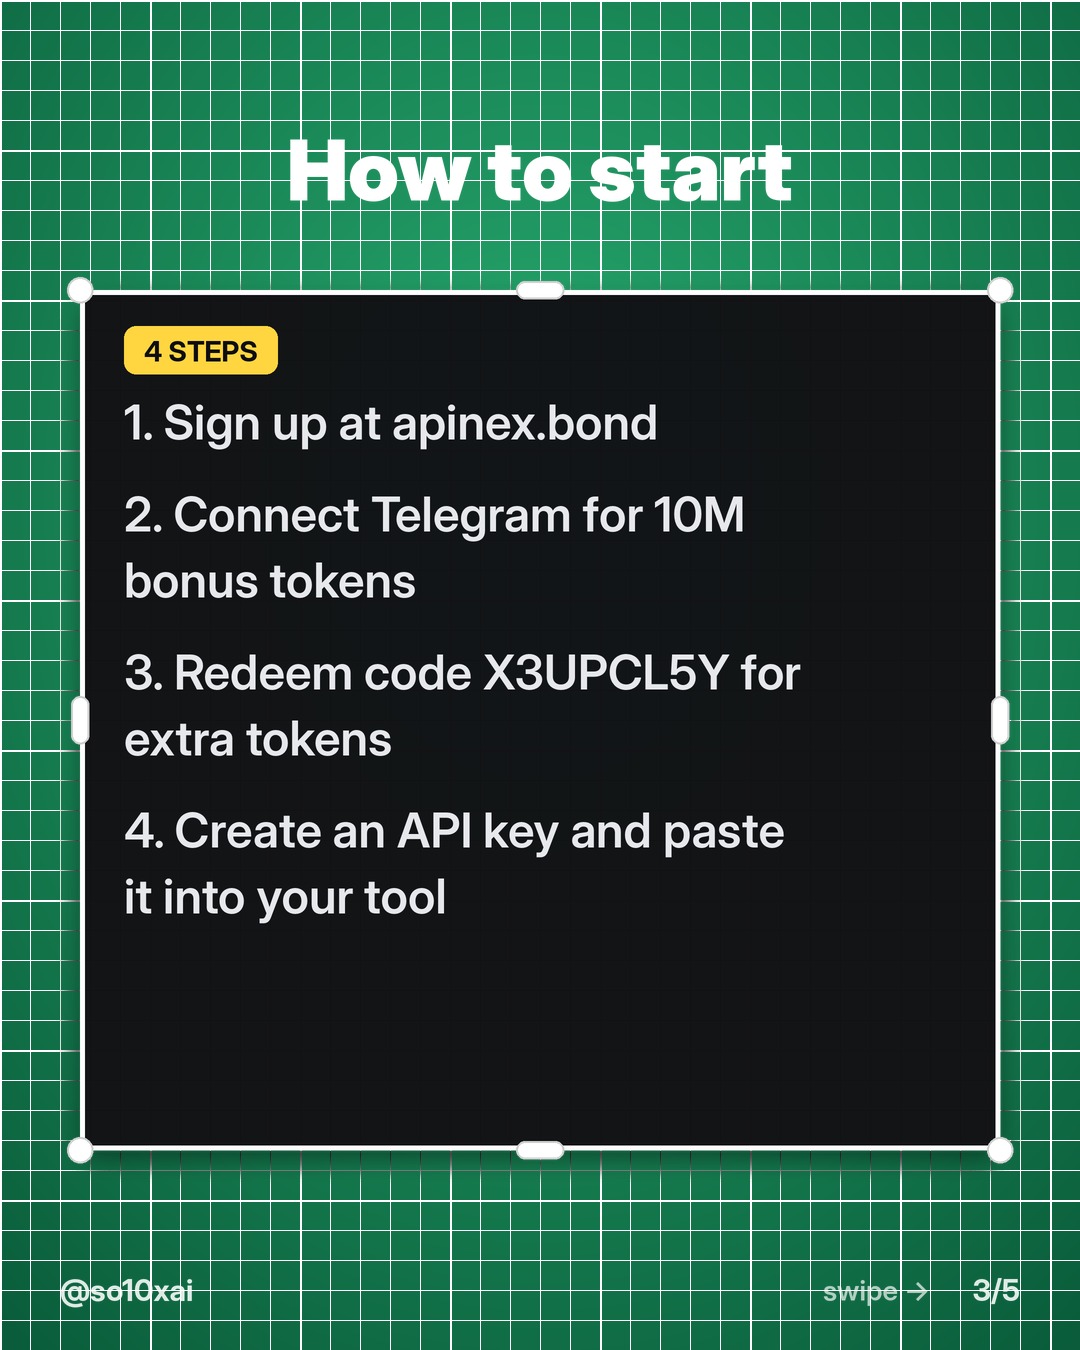 How to start
4 STEPS
1. Sign up at apinex.bond
2. Connect Telegram for 10M
bonus tokens
3. Redeem code X3UPCL5Y for
extra tokens
4. Create an API key and paste
it into your tool
@so10xai
swipe → 3/5